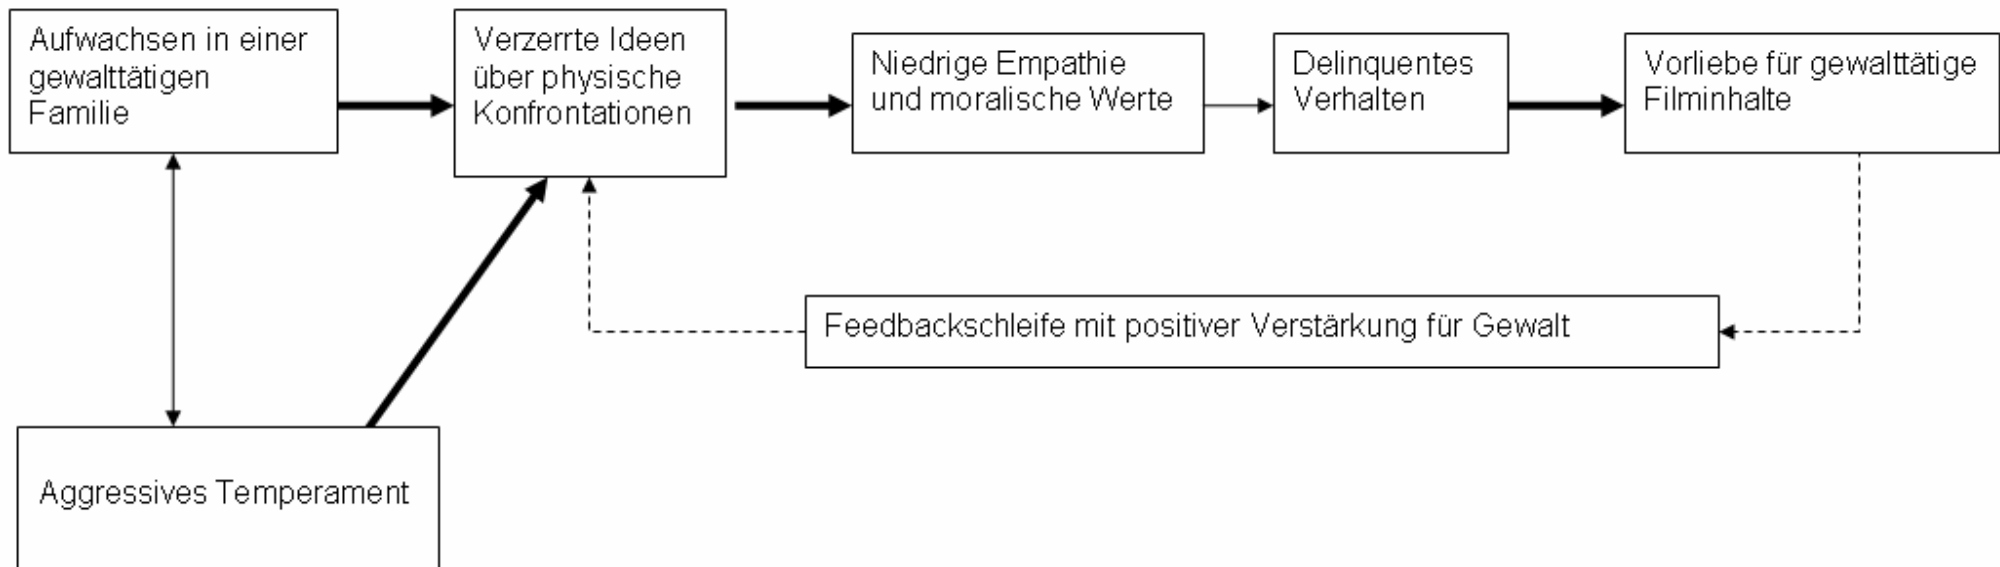 Aufwachsen in einer
gewalttätigen
Familie
Verzerrte Ideen
über physische
Konfrontationen
Niedrige Empathie
und moralische Werte
Delinquentes
Verhalten
Vorliebe für gewalttätige
Filminhalte
Feedbackschleife mit positiver Verstärkung für Gewalt
Aggressives Temperament